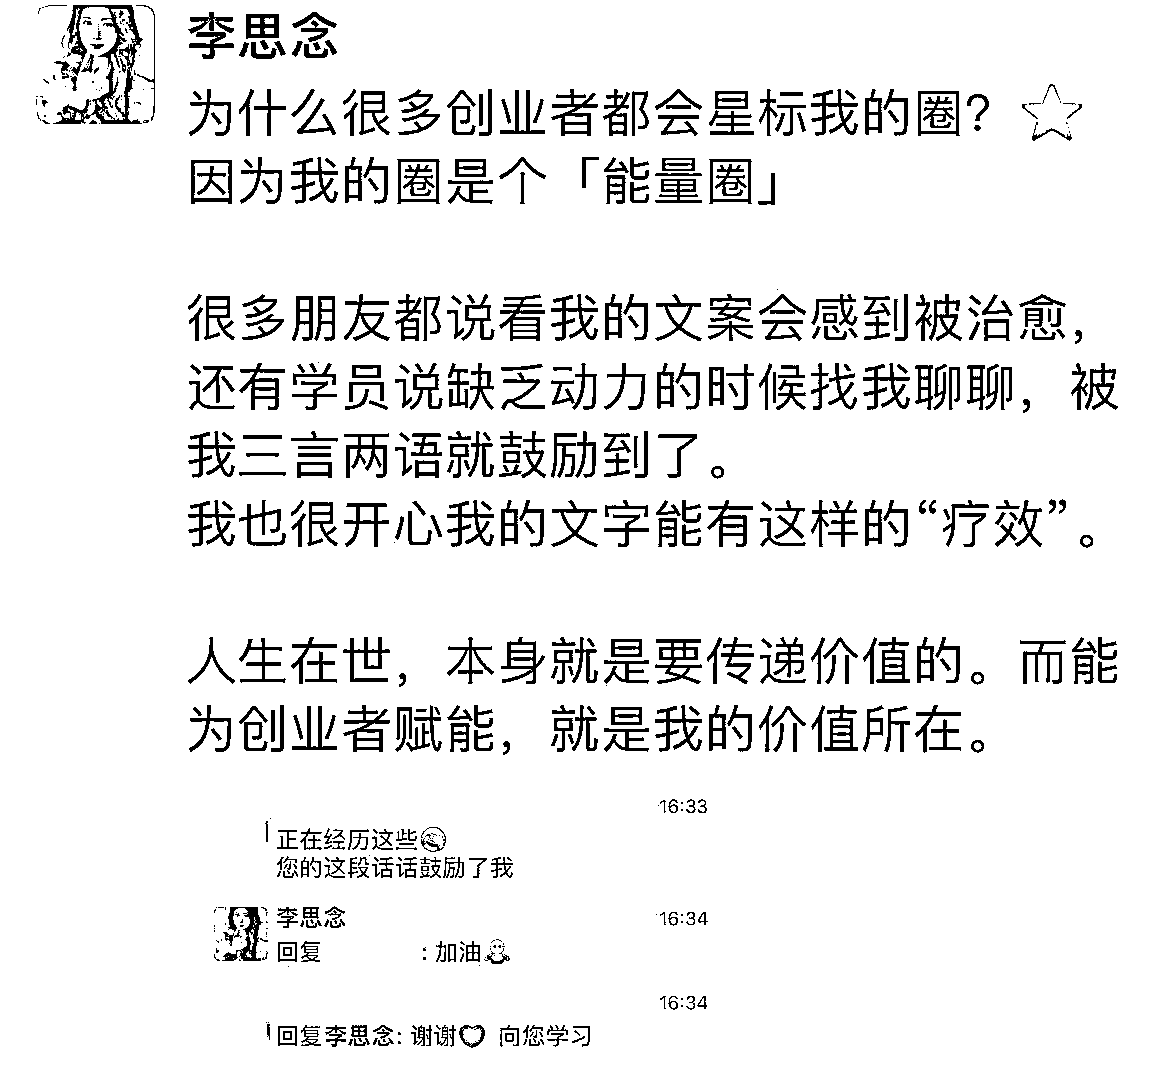 李思念
为什么很多创业者都会星标我的圈？☆
因为我的圈是个「能量圈」
很多朋友都说看我的文案会感到被治愈，
还有学员说缺乏动力的时候找我聊聊，被
我三言两语就鼓励到了。
我也很开心我的文字能有这样的“疗效”。
人生在世，本身就是要传递价值的。而能
为创业者赋能，就是我的价值所在。
16:33
正在经历这些
您的这段话话鼓励了我
李思念 16:34
回复 : 加油
16:34
回复李思念: 谢谢♡ 向您学习